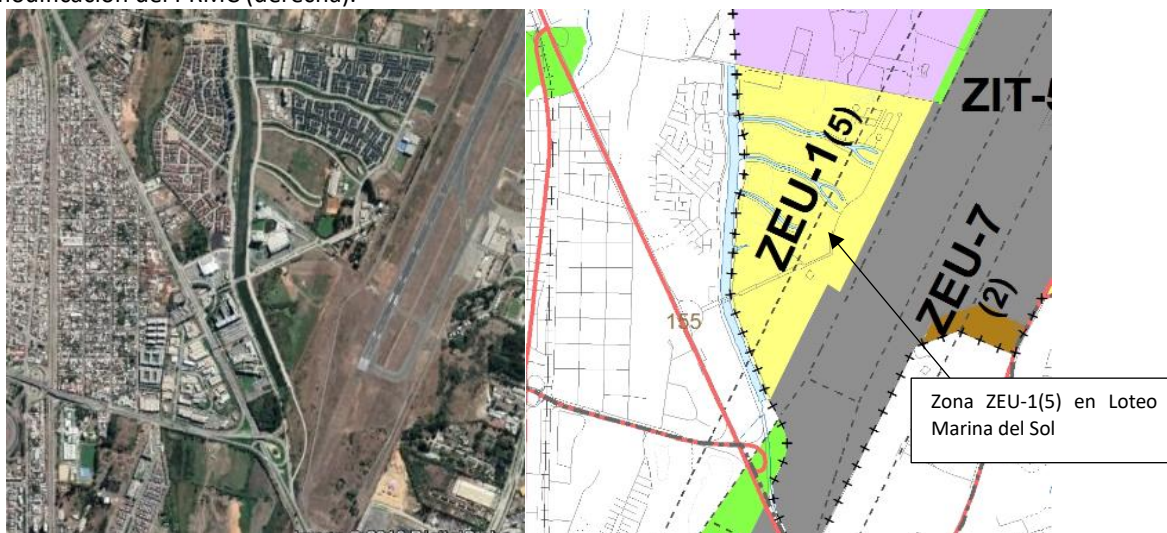 modificación del PRMC (derecha).
ZIT-5
ZEU-1(5)
ZEU-7
(2)
155
Zona ZEU-1(5) en Loteo
Marina del Sol